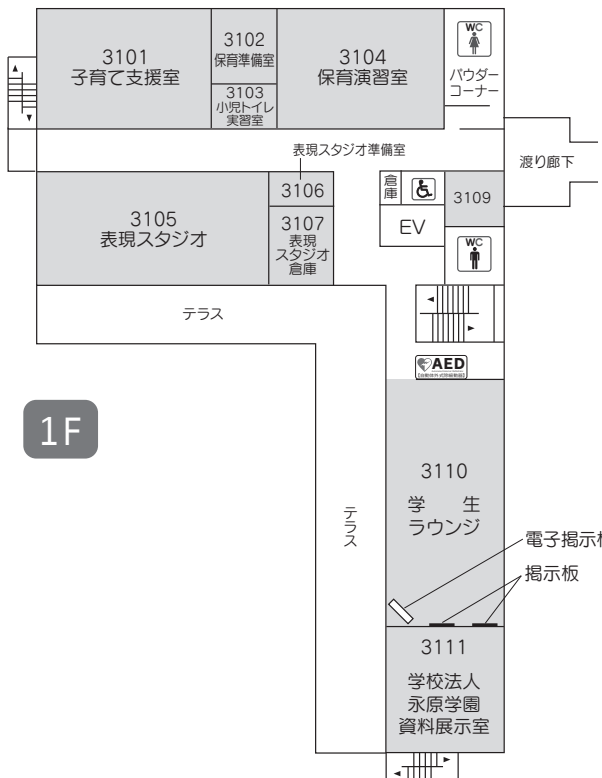 3101
子育て支援室
3102
保育準備室
3103
小児トイレ
実習室
3104
保育演習室
WC
パウダー
コーナー
表現スタジオ準備室
渡り廊下
3105
表現スタジオ
3106
3107
表現
スタジオ
倉庫
倉庫
EV
3109
WC
テラス
AED
1F
3110
学 生
ラウンジ
テラス
電子掲示板
掲示板
3111
学校法人
永原学園
資料展示室